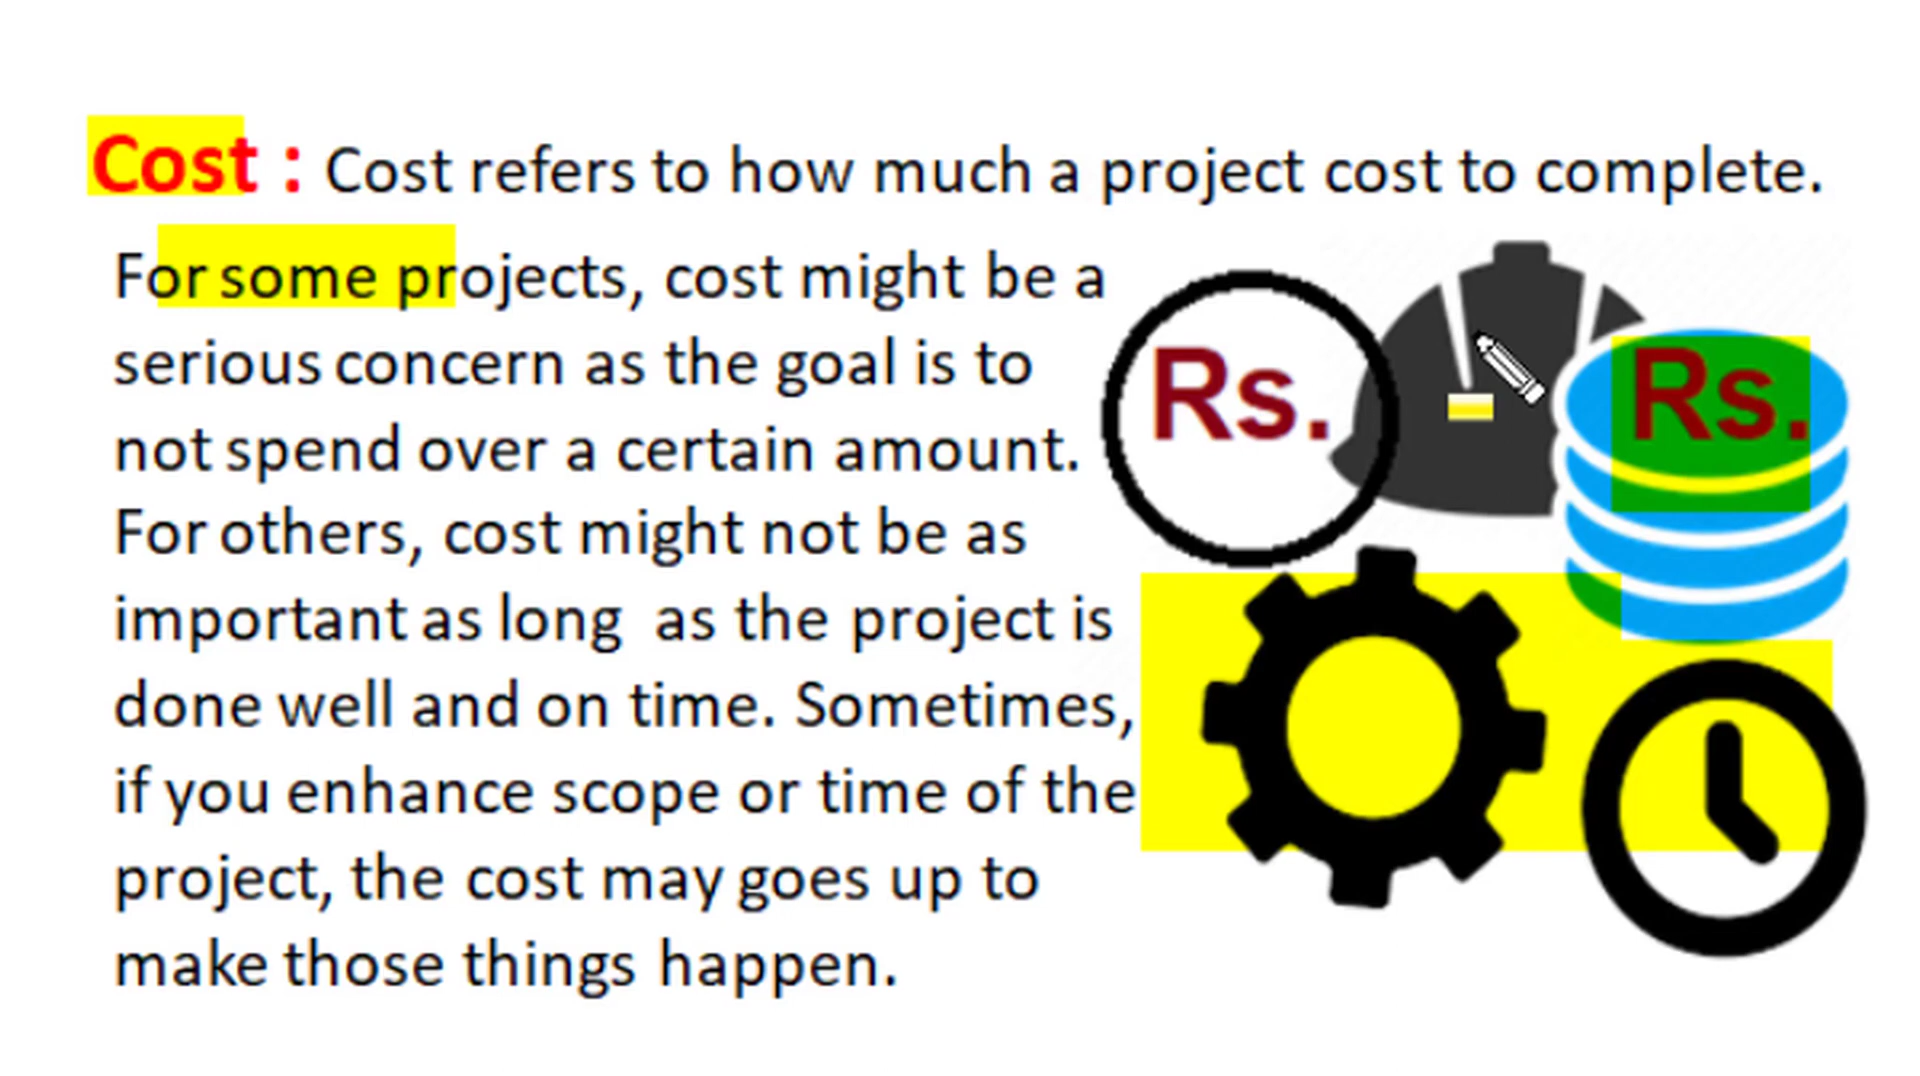 Cost : Cost refers to how much a project cost to complete.
For some projects, cost might be a
serious concern as the goal is to
not spend over a certain amount.
For others, cost might not be as
important as long as the project is
done well and on time. Sometimes,
if you enhance scope or time of the
project, the cost may goes up to
make those things happen.
Rs.
Rs.